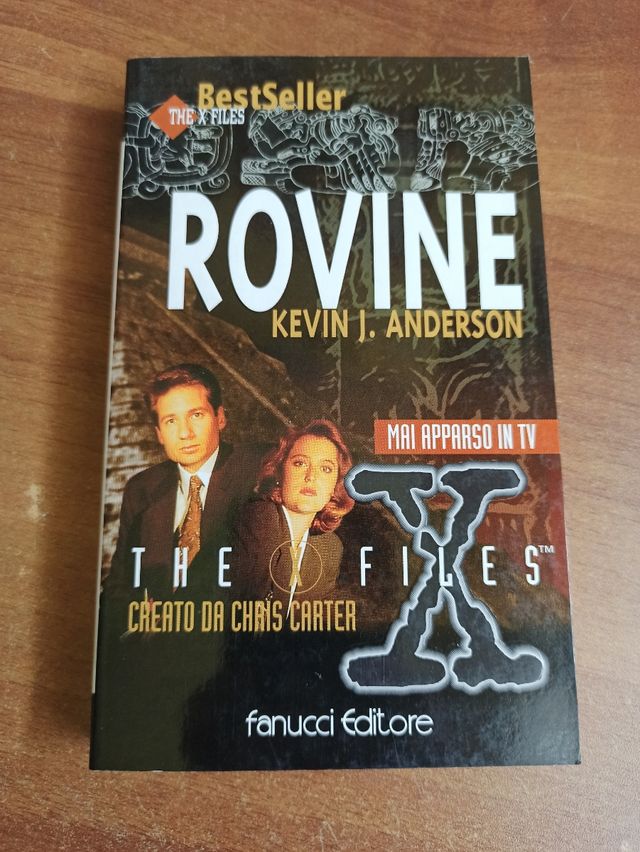 BestSeller
THE X FILES
ROVINE
KEVIN J. ANDERSON
MAI APPARSO IN TV
X
THE X FILES™
CREATO DA CHRIS CARTER
fanucci Editore